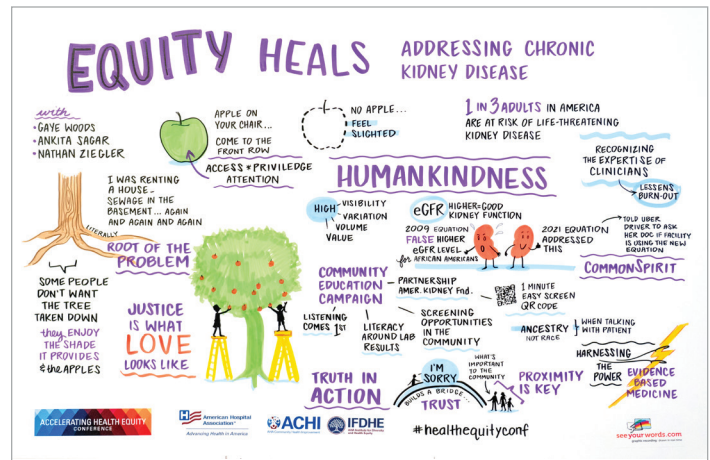 EQUITY HEALS
ADDRESSING CHRONIC
KIDNEY DISEASE
with
• GAYE WOODS
• ANKITA SAGAR
• NATHAN ZIEGLER
APPLE ON
YOUR CHAIR...
COME TO THE
FRONT ROW
ACCESS + PRIVILEDGE
ATTENTION
NO APPLE...
FEEL
SLIGHTED
1 IN 3 ADULTS IN AMERICA
ARE AT RISK OF LIFE-THREATENING
KIDNEY DISEASE
RECOGNIZING
THE EXPERTISE OF
CLINICIANS
LESSENS
BURN-OUT
I WAS RENTING
A HOUSE -
SEWAGE IN THE
BASEMENT... AGAIN
AND AGAIN AND AGAIN
LITERALLY
ROOT OF THE
PROBLEM
SOME PEOPLE
DON'T WANT
THE TREE
TAKEN DOWN
they ENJOY
THE SHADE
IT PROVIDES
& the APPLES
JUSTICE
IS WHAT
LOVE
LOOKS LIKE
HUMANKINDNESS
HIGH
VISIBILITY
VARIATION
VOLUME
VALUE
eGFR HIGHER=GOOD
KIDNEY FUNCTION
2009 EQUATION
FALSE HIGHER
eGFR LEVEL
for AFRICAN AMERICANS
2021 EQUATION
ADDRESSED
THIS
TOLD UBER
DRIVER TO ASK
HER DOC IF FACILITY
IS USING THE NEW
EQUATION
COMMONSPIRIT
COMMUNITY
EDUCATION
CAMPAIGN
PARTNERSHIP
AMER. KIDNEY Fnd.
1 MINUTE
EASY SCREEN
QR CODE
LISTENING
COMES 1st
LITERACY
AROUND LAB
RESULTS
SCREENING
OPPORTUNITIES
IN THE
COMMUNITY
ANCESTRY
NOT RACE
WHEN TALKING
WITH PATIENT
HARNESSING
THE
POWER
EVIDENCE
BASED
MEDICINE
TRUTH IN
ACTION
I'M
SORRY
BUILDS A BRIDGE...
TRUST
WHAT'S
IMPORTANT
TO THE
COMMUNITY
PROXIMITY
IS KEY
ACCELERATING HEALTH EQUITY
CONFERENCE
American Hospital
Association™
Advancing Health in America
ACHI
IFDHE
#healthequityconf
seeyourwords.com